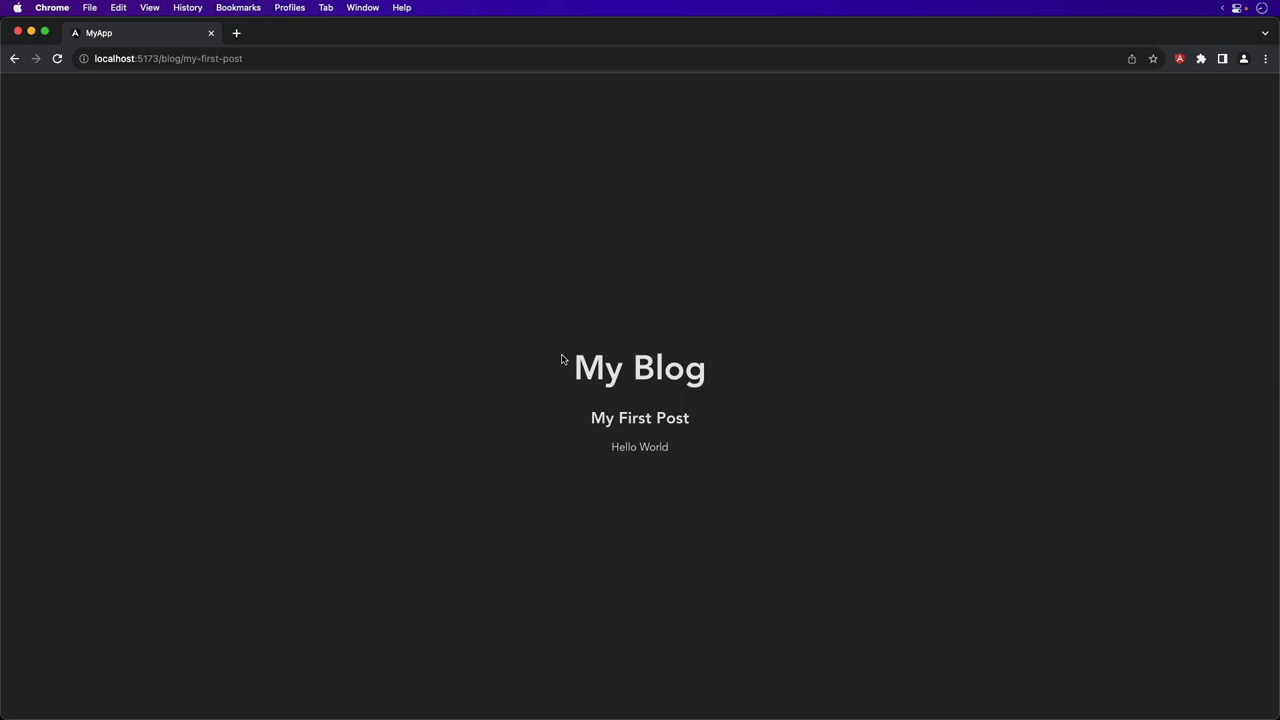 Chrome File Edit View History Bookmarks Profiles Tab Window Help
MyApp
localhost:5173/blog/my-first-post
My Blog
My First Post
Hello World